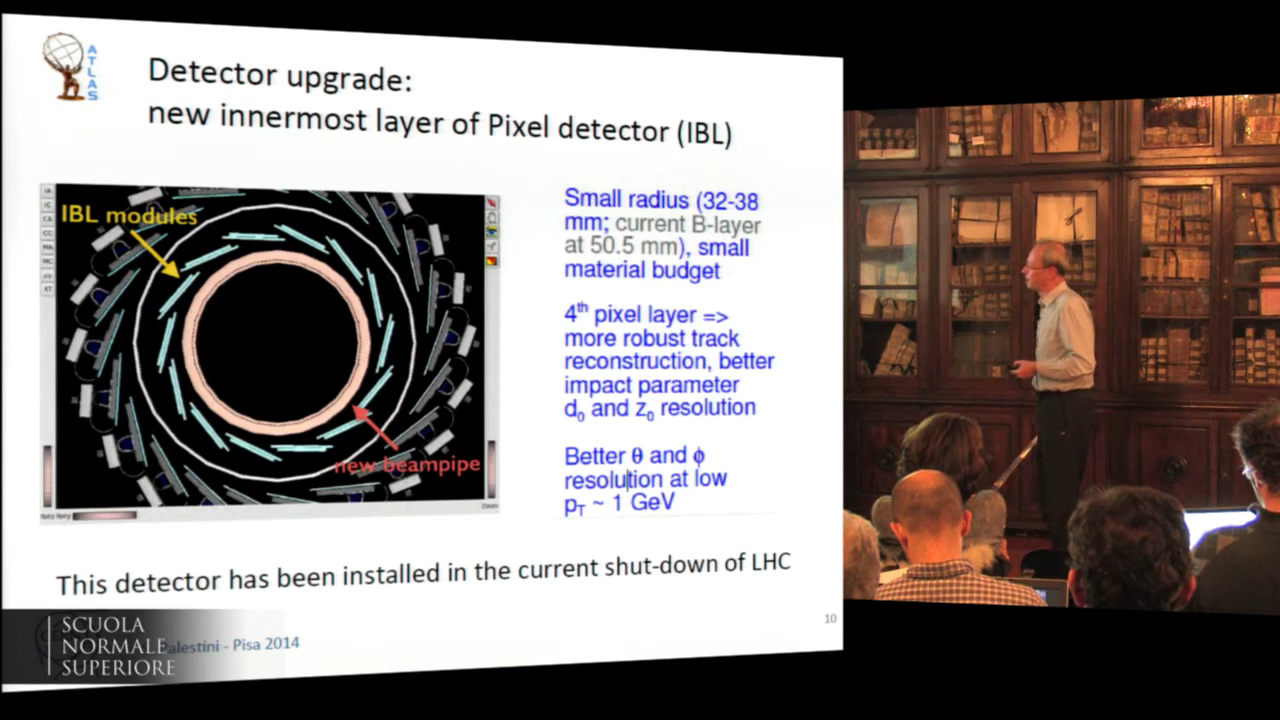 ATLAS
Detector upgrade:
new innermost layer of Pixel detector (IBL)
IBL modules
new beampipe
Small radius (32-38
mm; current B-layer
at 50.5 mm), small
material budget
4th pixel layer =>
more robust track
reconstruction, better
impact parameter
d0 and z0 resolution
Better θ and ϕ
resolution at low
pT ~ 1 GeV
This detector has been installed in the current shut-down of LHC
10
SCUOLA
NORMALE
SUPERIORE
alestini - Pisa 2014